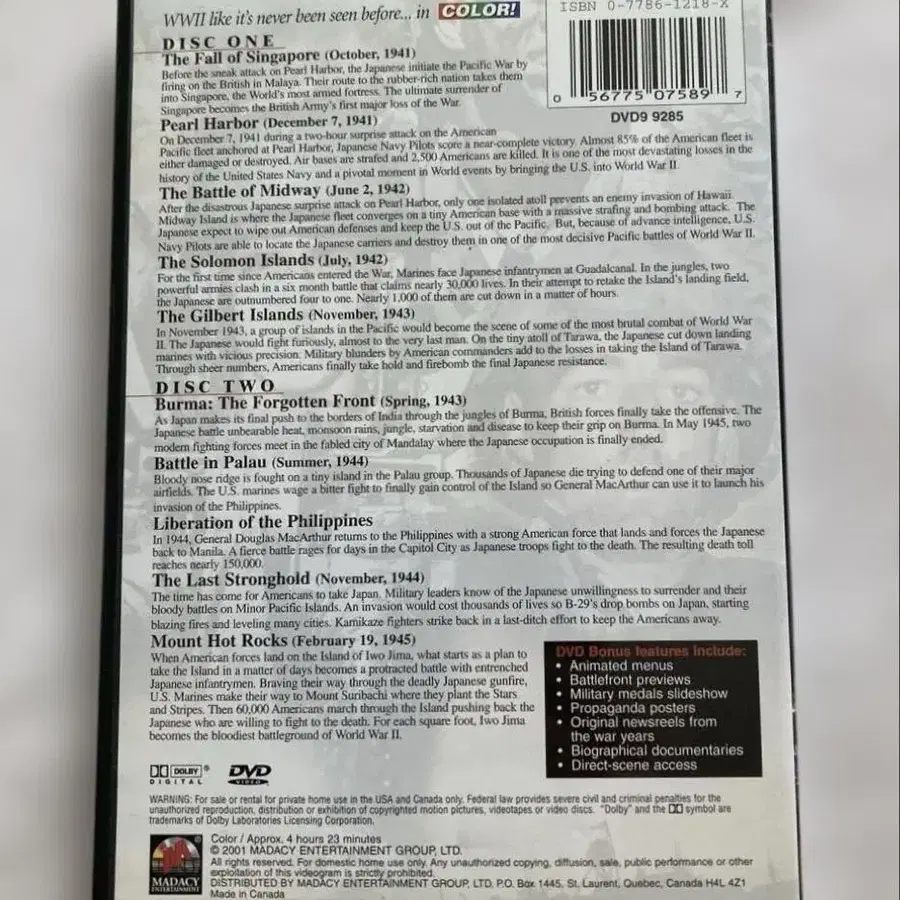 WWII like it's never been seen before... in COLOR!
ISBN 0-7786-1218-X
0 56775 07589 7
DVD9 9285
DISC ONE
The Fall of Singapore (October, 1941)
Before the sneak attack on Pearl Harbor, the Japanese initiate the Pacific War by
firing on the British in Malaya. Their route to the rubber-rich nation takes them
into Singapore, the World's most armed fortress. The ultimate surrender of
Singapore becomes the British Army's first major loss of the War.
Pearl Harbor (December 7, 1941)
On December 7, 1941 during a two-hour surprise attack on the American
Pacific fleet anchored at Pearl Harbor, Japanese Navy Pilots score a near-complete victory. Almost 85% of the American fleet is
either damaged or destroyed. Air bases are strafed and 2,500 Americans are killed. It is one of the most devastating losses in the
history of the United States Navy and a pivotal moment in World events by bringing the U.S. into World War II.
The Battle of Midway (June 2, 1942)
After the disastrous Japanese surprise attack on Pearl Harbor, only one isolated atoll prevents an enemy invasion of Hawaii.
Midway Island is where the Japanese fleet converges on a tiny American base with a massive strafing and bombing attack. The
Japanese expect to wipe out American defenses and keep the U.S. out of the Pacific. But, because of advance intelligence, U.S.
Navy Pilots are able to locate the Japanese carriers and destroy them in one of the most decisive Pacific battles of World War II.
The Solomon Islands (July, 1942)
For the first time since Americans entered the War, Marines face Japanese infantrymen at Guadalcanal. In the jungles, two
powerful armies clash in a six month battle that claims nearly 30,000 lives. In their attempt to retake the Island's landing field,
the Japanese are outnumbered four to one. Nearly 1,000 of them are cut down in a matter of hours.
The Gilbert Islands (November, 1943)
In November 1943, a group of islands in the Pacific would become the scene of some of the most brutal combat of World War
II. The Japanese would fight furiously, almost to the very last man. On the tiny atoll of Tarawa, the Japanese cut down landing
marines with vicious precision. Military blunders by American commanders add to the losses in taking the Island of Tarawa.
Through sheer numbers, Americans finally take hold and firebomb the final Japanese resistance.
DISC TWO
Burma: The Forgotten Front (Spring, 1943)
As Japan makes its final push to the borders of India through the jungles of Burma, British forces finally take the offensive. The
Japanese battle unbearable heat, monsoon rains, jungle, starvation and disease to keep their grip on Burma. In May 1945, two
modern fighting forces meet in the fabled city of Mandalay where the Japanese occupation is finally ended.
Battle in Palau (Summer, 1944)
Bloody nose ridge is fought on a tiny island in the Palau group. Thousands of Japanese die trying to defend one of their major
airfields. The U.S. marines wage a bitter fight to finally gain control of the Island so General MacArthur can use it to launch his
invasion of the Philippines.
Liberation of the Philippines
In 1944, General Douglas MacArthur returns to the Philippines with a strong American force that lands and forces the Japanese
back to Manila. A fierce battle rages for days in the Capitol City as Japanese troops fight to the death. The resulting death toll
reaches nearly 150,000.
The Last Stronghold (November, 1944)
The time has come for Americans to take Japan. Military leaders know of the Japanese unwillingness to surrender and their
bloody battles on Minor Pacific Islands. An invasion would cost thousands of lives so B-29's drop bombs on Japan, starting
blazing fires and leveling many cities. Kamikaze fighters strike back in a last-ditch effort to keep the Americans away.
Mount Hot Rocks (February 19, 1945)
When American forces land on the Island of Iwo Jima, what starts as a plan to
take the Island in a matter of days becomes a protracted battle with entrenched
Japanese infantrymen. Braving their way through the deadly Japanese gunfire,
U.S. Marines make their way to Mount Suribachi where they plant the Stars
and Stripes. Then 60,000 Americans march through the Island pushing back the
Japanese who are willing to fight to the death. For each square foot, Iwo Jima
becomes the bloodiest battleground of World War II.
DVD Bonus features include:
• Animated menus
• Battlefront previews
• Military medals slideshow
• Propaganda posters
• Original newsreels from
the war years
• Biographical documentaries
• Direct-scene access
DOLBY
DIGITAL
DVD
VIDEO
WARNING: For sale or rental for private home use in the USA and Canada only. Federal law provides severe civil and criminal penalties for the
unauthorized reproduction, distribution or exhibition of copyrighted motion pictures, videotapes or video discs. "Dolby" and the symbol are
trademarks of Dolby Laboratories Licensing Corporation.
MADACY
ENTERTAINMENT
Color / Approx. 4 hours 23 minutes
© 2001 MADACY ENTERTAINMENT GROUP, LTD.
All rights reserved. For domestic home use only. Any unauthorized copying, diffusion, sale, public performance or other
exploitation of this videogram is strictly prohibited.
DISTRIBUTED BY MADACY ENTERTAINMENT GROUP, LTD. P.O. Box 1445, St. Laurent, Quebec, Canada H4L 4Z1
Made in Canada